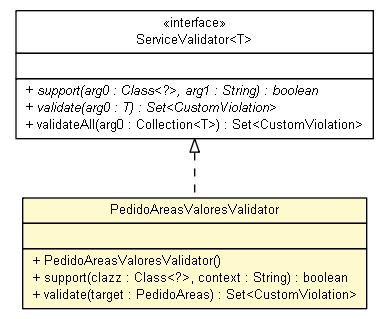 «interface»
ServiceValidator<T>
+ support(arg0 : Class<?>, arg1 : String) : boolean
+ validate(arg0 : T) : Set<CustomViolation>
+ validateAll(arg0 : Collection<T>) : Set<CustomViolation>
PedidoAreasValoresValidator
+ PedidoAreasValoresValidator()
+ support(clazz : Class<?>, context : String) : boolean
+ validate(target : PedidoAreas) : Set<CustomViolation>